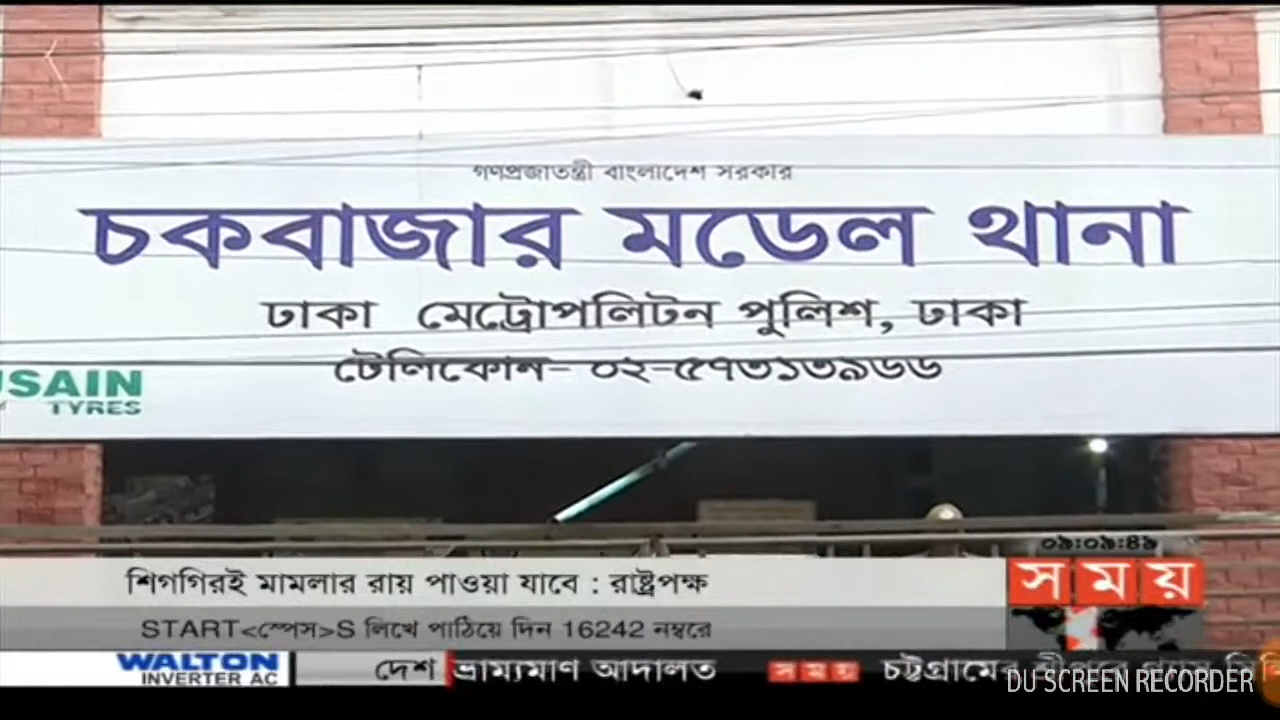 গণপ্রজাতন্ত্রী বাংলাদেশ সরকার
চকবাজার মডেল থানা
ঢাকা মেট্রোপলিটন পুলিশ, ঢাকা
টেলিফোন- ০২-৫৭৩১৩৯৬৬
USAIN
TYRES
০৯:০৯:৪৯
শিগগিরই মামলার রায় পাওয়া যাবে : রাষ্ট্রপক্ষ
সময়
START<স্পেস>S লিখে পাঠিয়ে দিন 16242 নম্বরে
WALTON
INVERTER AC
দেশ ভ্রাম্যমাণ আদালত সময় চট্টগ্রামের
DU SCREEN RECORDER